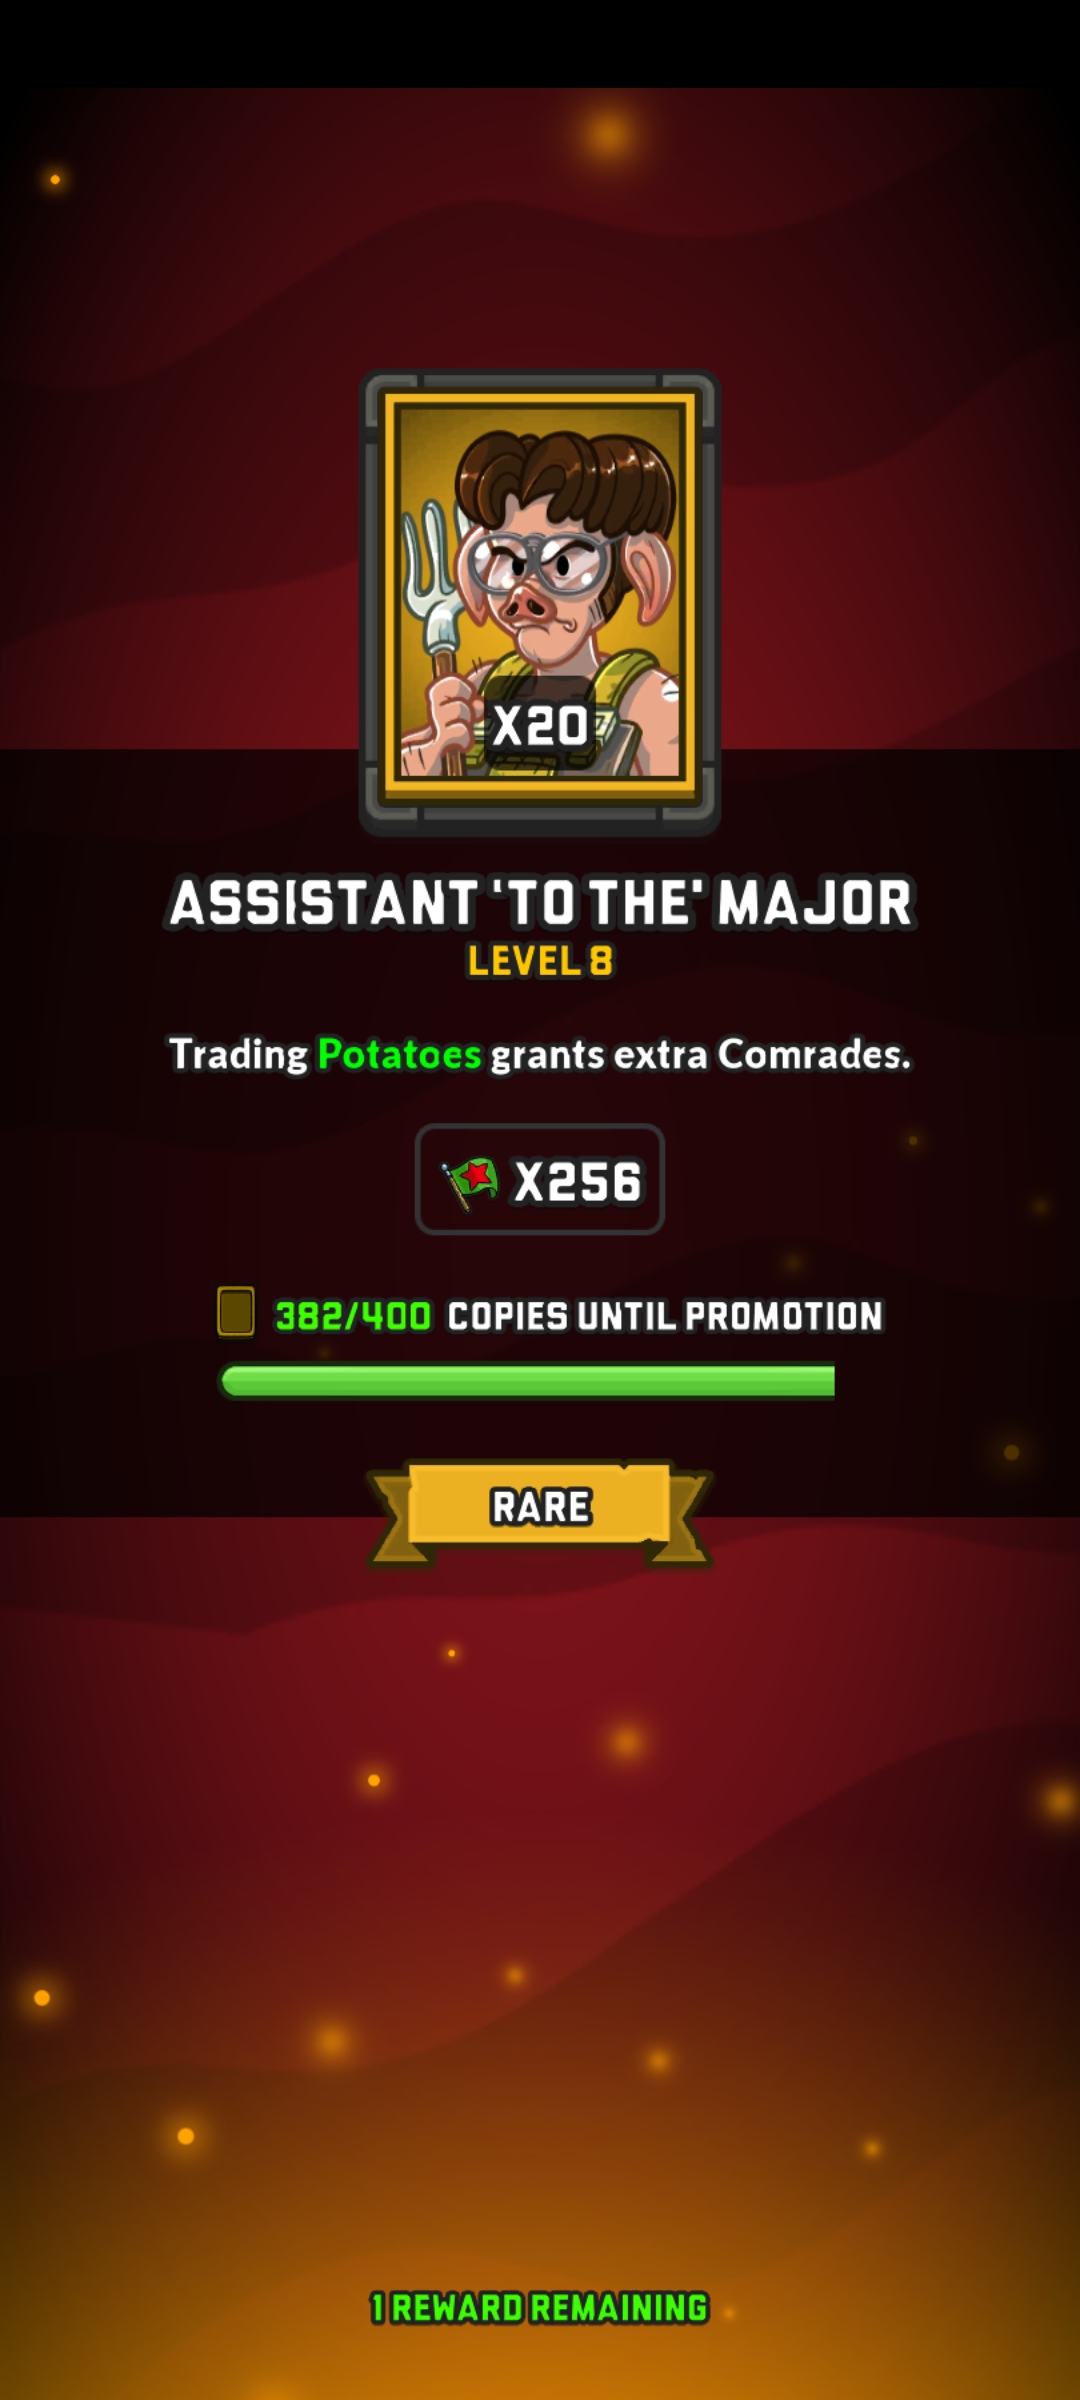 X20
ASSISTANT 'TO THE' MAJOR
LEVEL 8
Trading Potatoes grants extra Comrades.
X256
382/400 COPIES UNTIL PROMOTION
RARE
1 REWARD REMAINING